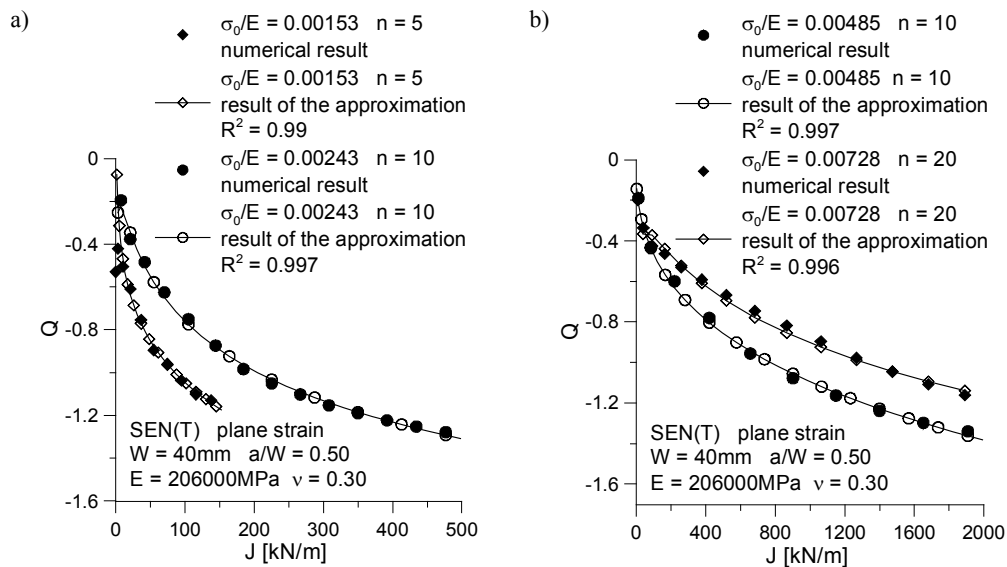 a)
σ₀/E = 0.00153 n = 5
numerical result
σ₀/E = 0.00153 n = 5
result of the approximation
R² = 0.99
σ₀/E = 0.00243 n = 10
numerical result
σ₀/E = 0.00243 n = 10
result of the approximation
R² = 0.997
0
-0.4
-0.8
-1.2
-1.6
Q
SEN(T) plane strain
W = 40mm a/W = 0.50
E = 206000MPa ν = 0.30
0 100 200 300 400 500
J [kN/m]
b)
σ₀/E = 0.00485 n = 10
numerical result
σ₀/E = 0.00485 n = 10
result of the approximation
R² = 0.997
σ₀/E = 0.00728 n = 20
numerical result
σ₀/E = 0.00728 n = 20
result of the approximation
R² = 0.996
0
-0.4
-0.8
-1.2
-1.6
Q
SEN(T) plane strain
W = 40mm a/W = 0.50
E = 206000MPa ν = 0.30
0 400 800 1200 1600 2000
J [kN/m]